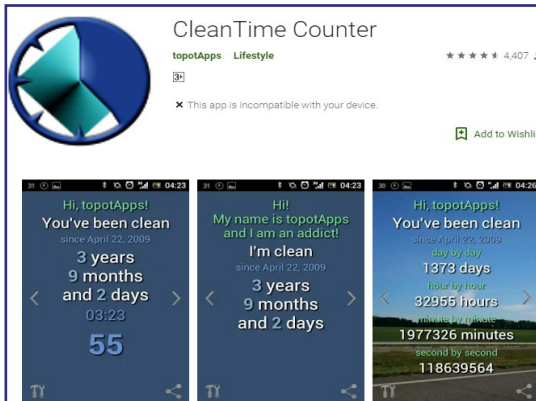 CleanTime Counter
topotApps Lifestyle
4,407
3+
This app is incompatible with your device.
Add to Wishli
31 04:23
Hi, topotApps!
You've been clean
since April 22, 2009
3 years
9 months
and 2 days
03:23
55
31 04:23
Hi!
My name is topotApps
and I am an addict!
I'm clean
since April 22, 2009
3 years
9 months
and 2 days
30 04:26
Hi, topotApps!
You've been clean
since April 22, 2009
day by day
1373 days
hour by hour
32955 hours
minute by minute
1977326 minutes
second by second
118639564